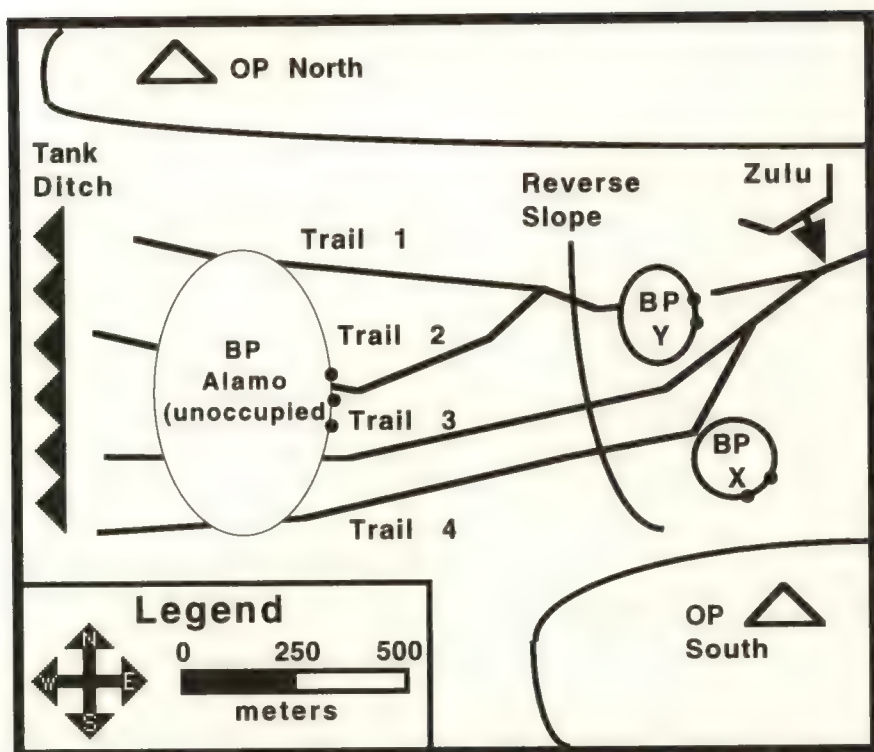 OP North
Tank
Ditch
Reverse
Slope
Zulu
Trail 1
BP
Y
Trail 2
BP
Alamo
(unoccupied)
Trail 3
BP
X
Trail 4
OP
South
Legend
N
W E
S
0 250 500
meters